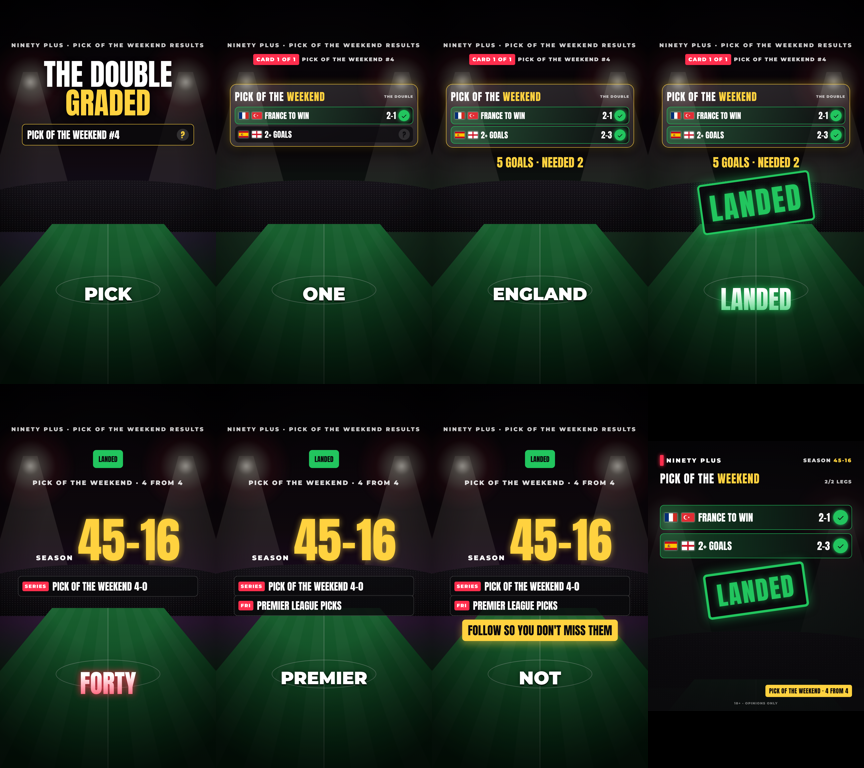 NINETY PLUS · PICK OF THE WEEKEND RESULTS
THE DOUBLE
GRADED
PICK OF THE WEEKEND #4
?
PICK
NINETY PLUS · PICK OF THE WEEKEND RESULTS
CARD 1 OF 1 PICK OF THE WEEKEND #4
PICK OF THE WEEKEND THE DOUBLE
FRANCE TO WIN 2-1
2+ GOALS ?
ONE
NINETY PLUS · PICK OF THE WEEKEND RESULTS
CARD 1 OF 1 PICK OF THE WEEKEND #4
PICK OF THE WEEKEND THE DOUBLE
FRANCE TO WIN 2-1
2+ GOALS 2-3
5 GOALS · NEEDED 2
ENGLAND
NINETY PLUS · PICK OF THE WEEKEND RESULTS
CARD 1 OF 1 PICK OF THE WEEKEND #4
PICK OF THE WEEKEND THE DOUBLE
FRANCE TO WIN 2-1
2+ GOALS 2-3
5 GOALS · NEEDED 2
LANDED
LANDED
NINETY PLUS · PICK OF THE WEEKEND RESULTS
LANDED
PICK OF THE WEEKEND · 4 FROM 4
SEASON 45-16
SERIES PICK OF THE WEEKEND 4-0
FORTY
NINETY PLUS · PICK OF THE WEEKEND RESULTS
LANDED
PICK OF THE WEEKEND · 4 FROM 4
SEASON 45-16
SERIES PICK OF THE WEEKEND 4-0
FRI PREMIER LEAGUE PICKS
PREMIER
NINETY PLUS · PICK OF THE WEEKEND RESULTS
LANDED
PICK OF THE WEEKEND · 4 FROM 4
SEASON 45-16
SERIES PICK OF THE WEEKEND 4-0
FRI PREMIER LEAGUE PICKS
FOLLOW SO YOU DON'T MISS THEM
NOT
NINETY PLUS SEASON 45-16
PICK OF THE WEEKEND 2/2 LEGS
FRANCE TO WIN 2-1
2+ GOALS 2-3
LANDED
PICK OF THE WEEKEND · 4 FROM 4
18+ · OPINIONS ONLY